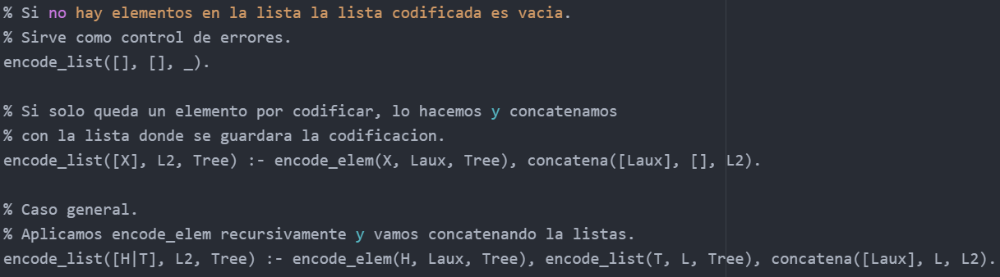 % Si no hay elementos en la lista la lista codificada es vacia.
% Sirve como control de errores.
encode_list([], [], _).
% Si solo queda un elemento por codificar, lo hacemos y concatenamos
% con la lista donde se guardara la codificacion.
encode_list([X], L2, Tree) :- encode_elem(X, Laux, Tree), concatena([Laux], [], L2).
% Caso general.
% Aplicamos encode_elem recursivamente y vamos concatenando la listas.
encode_list([H|T], L2, Tree) :- encode_elem(H, Laux, Tree), encode_list(T, L, Tree), concatena([Laux], L, L2).